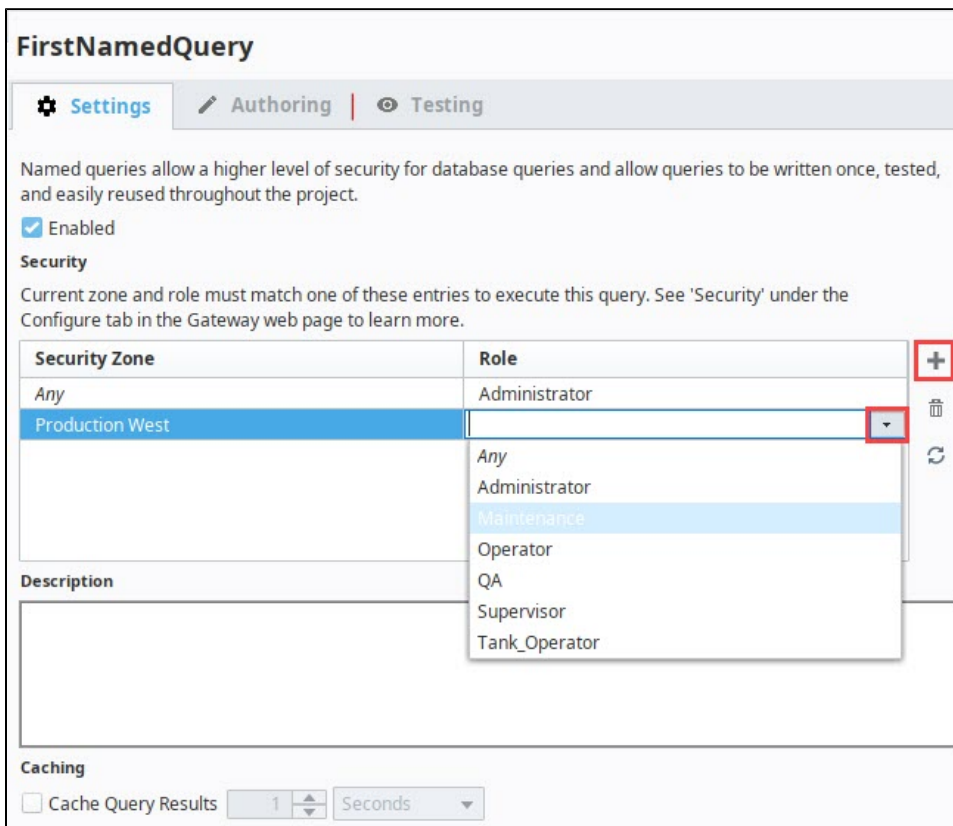 FirstNamedQuery
Settings Authoring Testing
Named queries allow a higher level of security for database queries and allow queries to be written once, tested,
and easily reused throughout the project.
Enabled
Security
Current zone and role must match one of these entries to execute this query. See 'Security' under the
Configure tab in the Gateway web page to learn more.
Security Zone Role
Any Administrator
Production West
Any
Administrator
Maintenance
Operator
QA
Supervisor
Tank_Operator
Description
Caching
Cache Query Results 1 Seconds